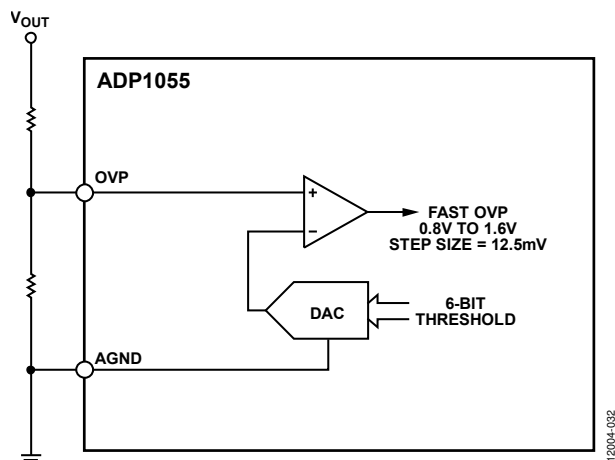 VOUT
ADP1055
OVP
+
−
FAST OVP
0.8V TO 1.6V
STEP SIZE = 12.5mV
DAC
6-BIT
THRESHOLD
AGND
12004-032